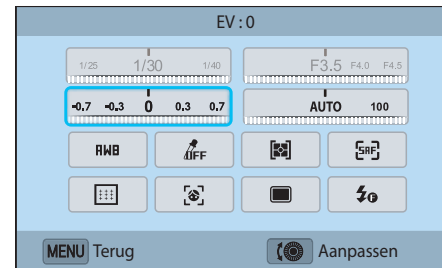 EV : 0
1/25 1/30 1/40 F3.5 F4.0 F4.5
-0.7 -0.3 0 0.3 0.7 AUTO 100
AWB OFF SAF
MENU Terug Aanpassen